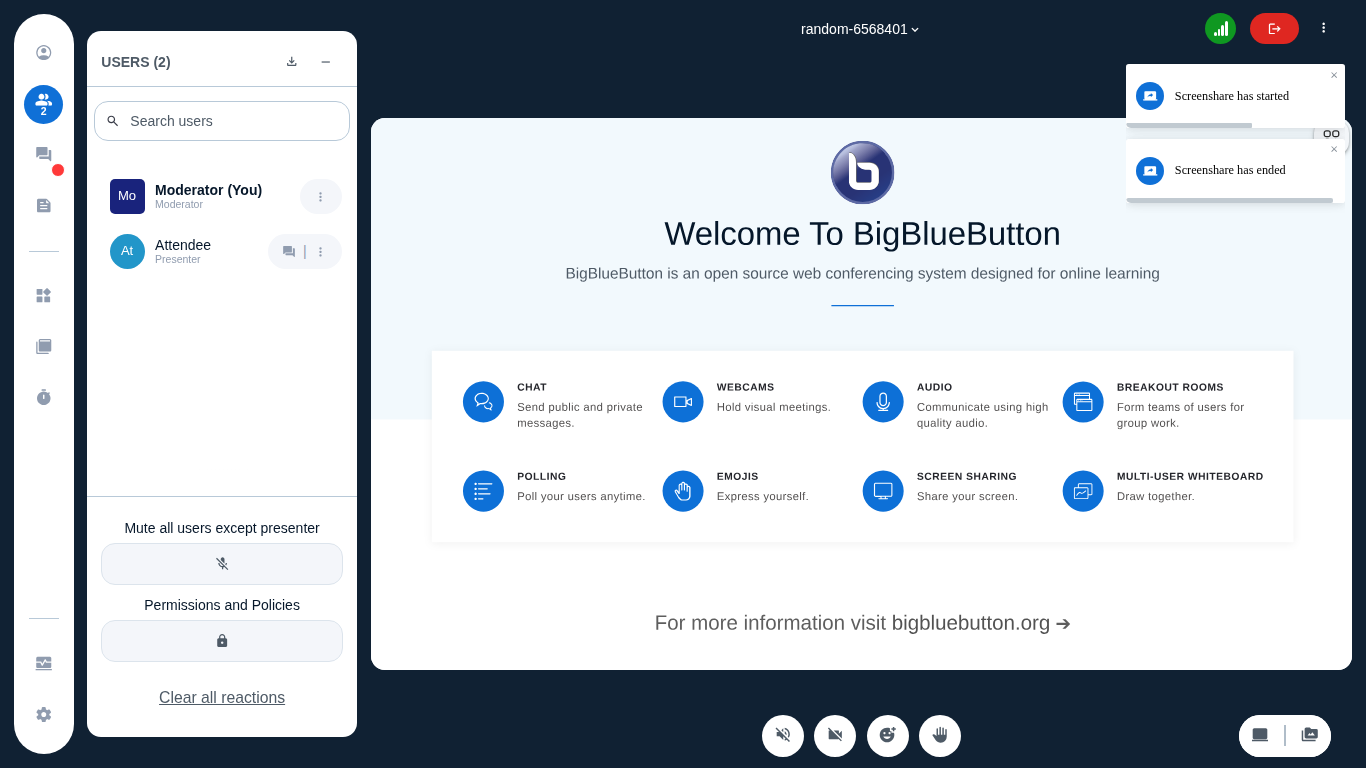 random-6568401
USERS (2)
2
Search users
Mo
Moderator (You)
Moderator
At
Attendee
Presenter
Mute all users except presenter
Permissions and Policies
Clear all reactions
Screenshare has started
Screenshare has ended
Welcome To BigBlueButton
BigBlueButton is an open source web conferencing system designed for online learning
CHAT
Send public and private
messages.
WEBCAMS
Hold visual meetings.
AUDIO
Communicate using high
quality audio.
BREAKOUT ROOMS
Form teams of users for
group work.
POLLING
Poll your users anytime.
EMOJIS
Express yourself.
SCREEN SHARING
Share your screen.
MULTI-USER WHITEBOARD
Draw together.
For more information visit bigbluebutton.org ➔